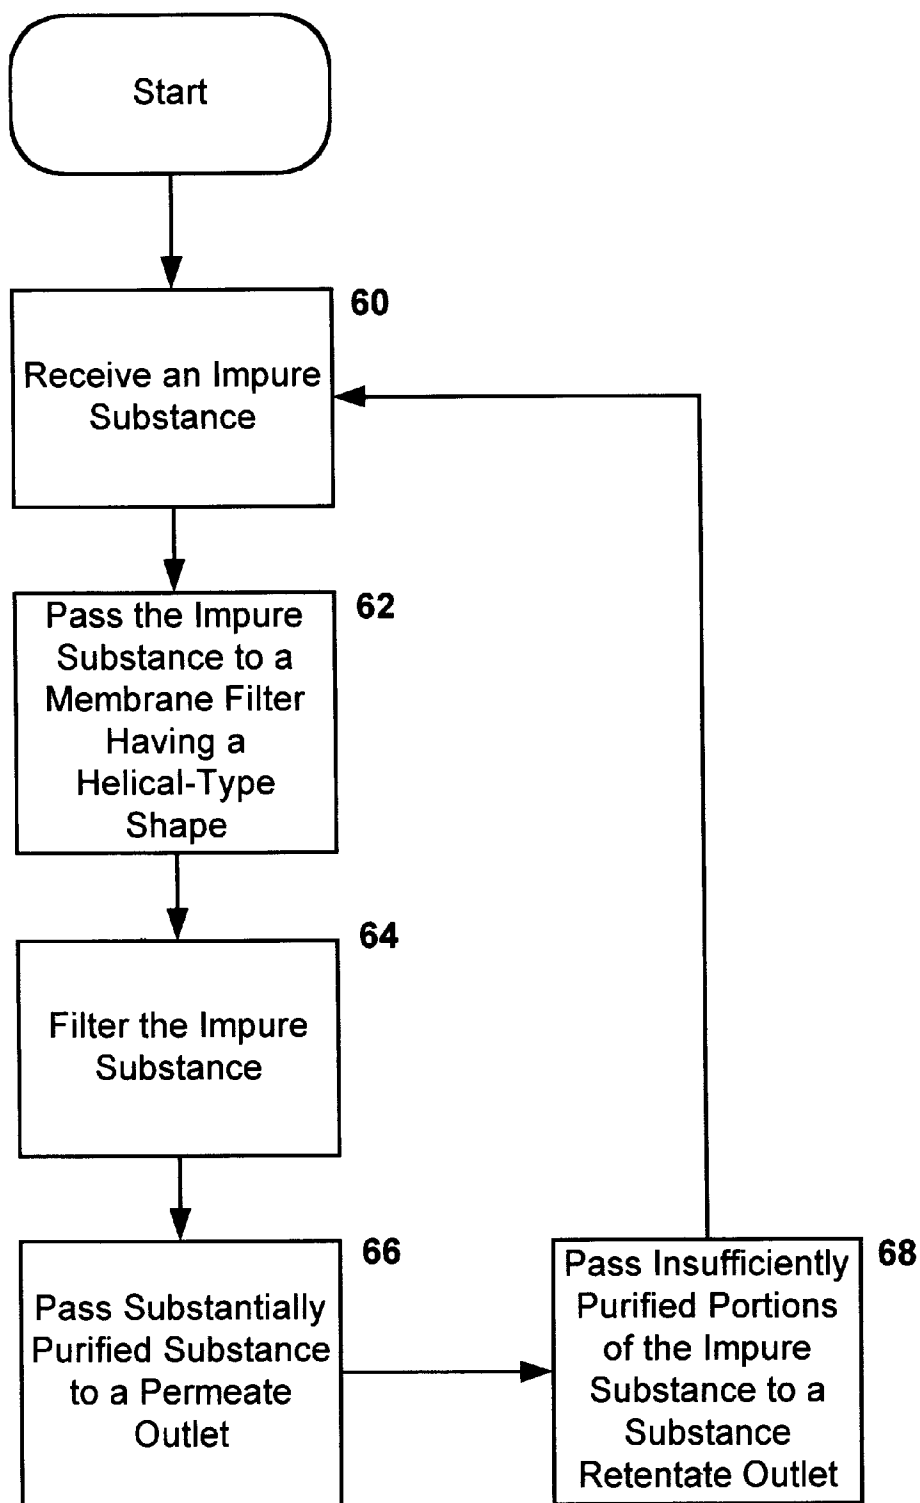 Start
60
Receive an Impure
Substance
62
Pass the Impure
Substance to a
Membrane Filter
Having a
Helical-Type
Shape
64
Filter the Impure
Substance
66
Pass Substantially
Purified Substance
to a Permeate
Outlet
68
Pass Insufficiently
Purified Portions
of the Impure
Substance to a
Substance
Retentate Outlet